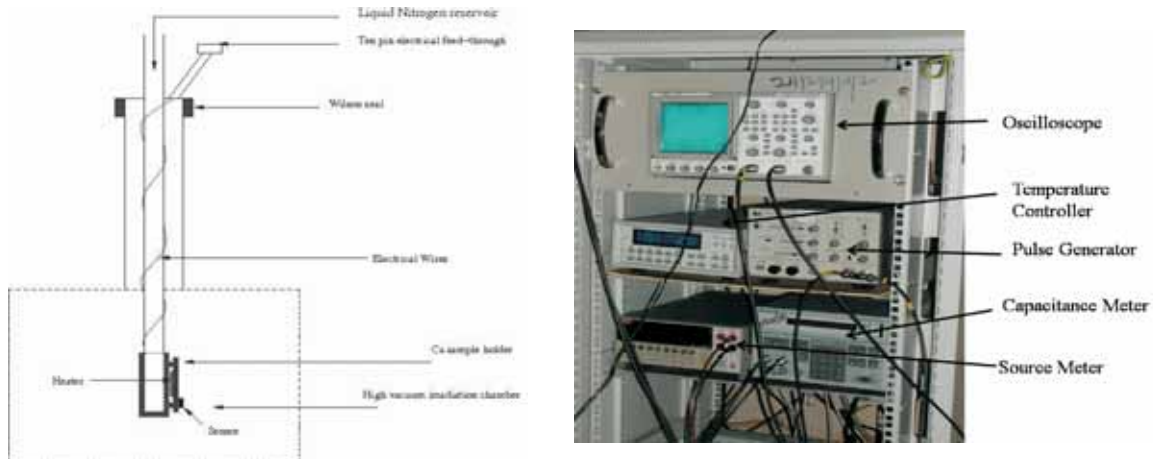 Liquid Nitrogen reservoir
Ten pin electrical feed-through
Wilson seal
Electrical Wires
Cu sample holder
Heater
High vacuum irradiation chamber
Sensor
Oscilloscope
Temperature
Controller
Pulse Generator
Capacitance Meter
Source Meter